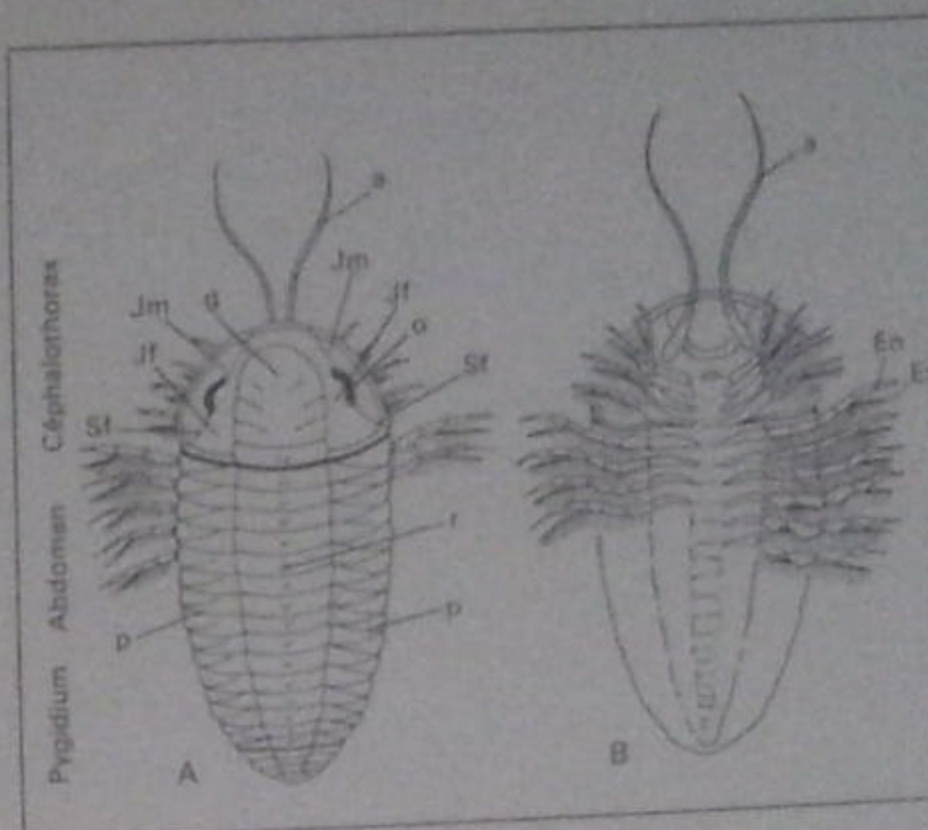 Céphalothorax
Abdomen
Pygidium
a
Jm
Jm
G
Jf
Jf
o
Sf
Sf
r
p
p
A
a
En
B